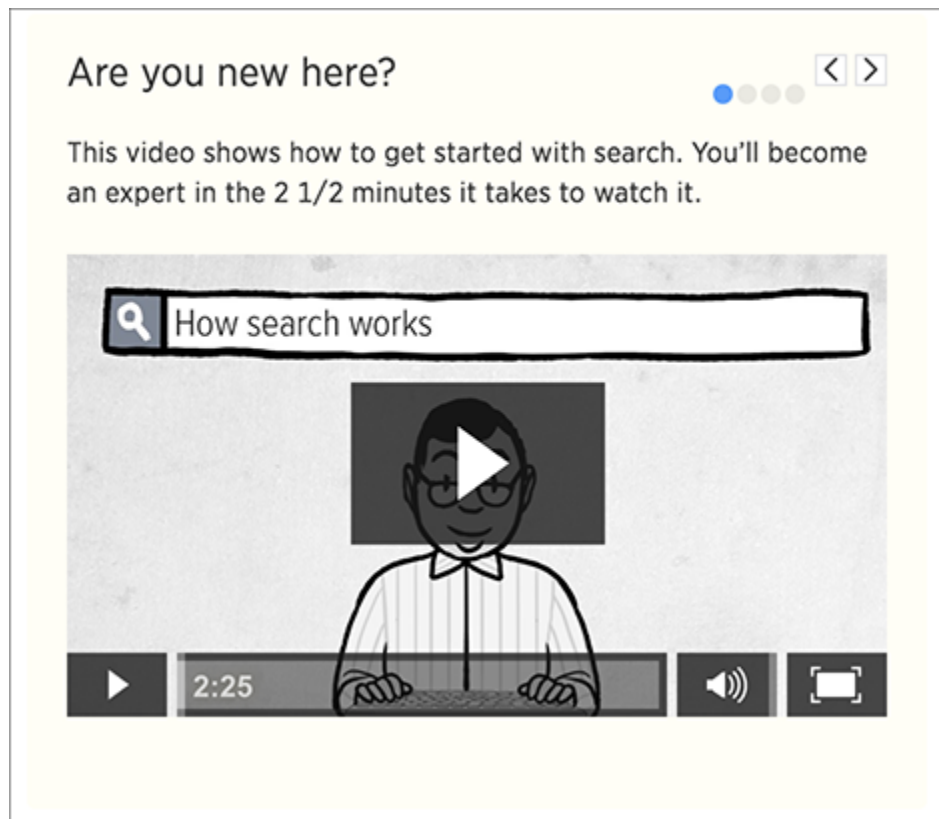 Are you new here?
This video shows how to get started with search. You’ll become
an expert in the 2 1/2 minutes it takes to watch it.
How search works
2:25